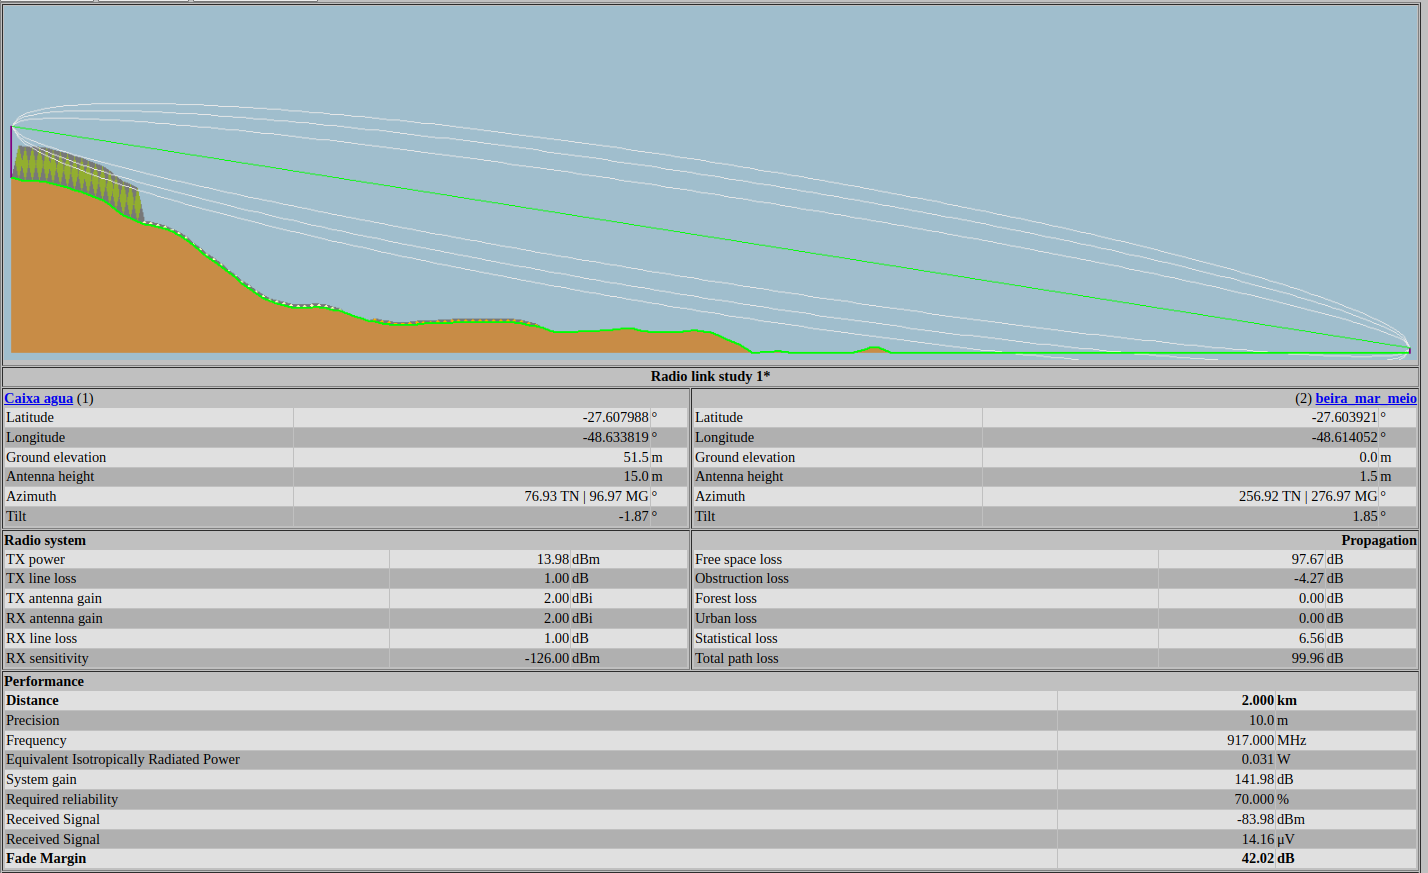 Radio link study 1*
Caixa agua (1)
(2) beira_mar_meio
Latitude -27.607988 °
Latitude -27.603921 °
Longitude -48.633819 °
Longitude -48.614052 °
Ground elevation 51.5 m
Ground elevation 0.0 m
Antenna height 15.0 m
Antenna height 1.5 m
Azimuth 76.93 TN | 96.97 MG °
Azimuth 256.92 TN | 276.97 MG °
Tilt -1.87 °
Tilt 1.85 °
Radio system
Propagation
TX power 13.98 dBm
Free space loss 97.67 dB
TX line loss 1.00 dB
Obstruction loss -4.27 dB
TX antenna gain 2.00 dBi
Forest loss 0.00 dB
RX antenna gain 2.00 dBi
Urban loss 0.00 dB
RX line loss 1.00 dB
Statistical loss 6.56 dB
RX sensitivity -126.00 dBm
Total path loss 99.96 dB
Performance
Distance 2.000 km
Precision 10.0 m
Frequency 917.000 MHz
Equivalent Isotropically Radiated Power 0.031 W
System gain 141.98 dB
Required reliability 70.000 %
Received Signal -83.98 dBm
Received Signal 14.16 µV
Fade Margin 42.02 dB